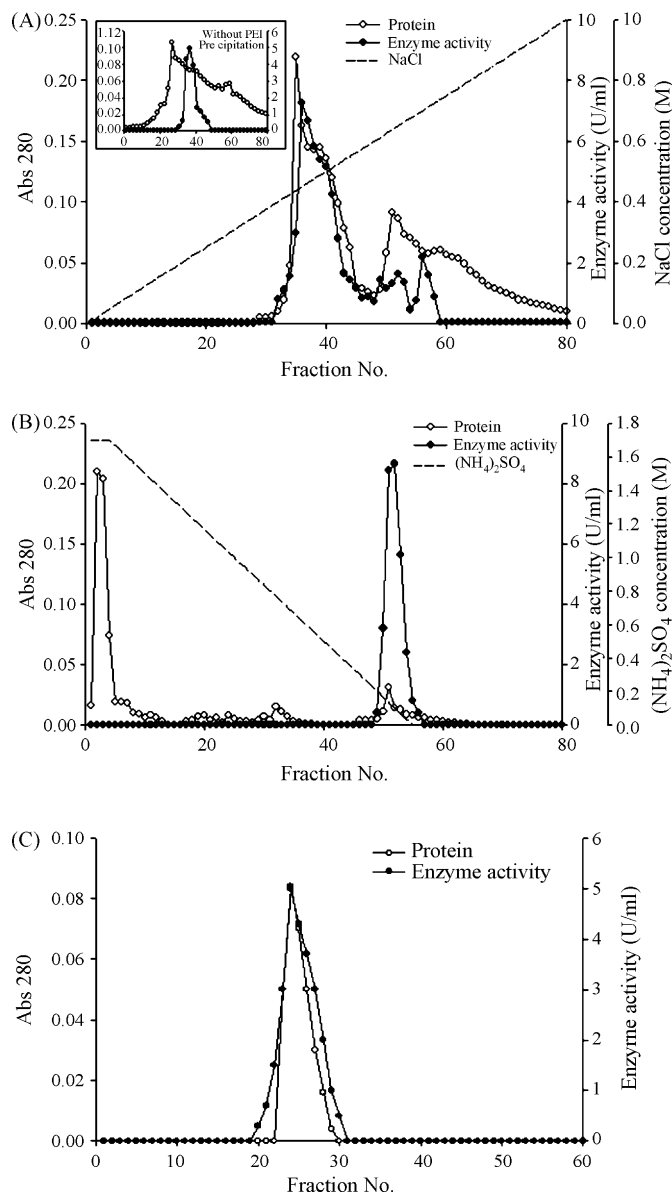 (A)
0.25
0.20
0.15
0.10
0.05
0.00
Abs 280
Without PEI
Pre cipitation
1.12
0.10
0.08
0.06
0.04
0.02
0.00
6
5
4
3
2
1
0
0 20 40 60 80
Protein
Enzyme activity
NaCl
10
8
6
4
2
0
Enzyme activity (U/ml)
1.0
0.8
0.6
0.4
0.2
0.0
NaCl concentration (M)
0 20 40 60 80
Fraction No.
(B)
0.25
0.20
0.15
0.10
0.05
0.00
Abs 280
Protein
Enzyme activity
(NH4)2SO4
10
8
6
4
2
0
Enzyme activity (U/ml)
1.8
1.6
1.4
1.2
1.0
0.8
0.6
0.4
0.2
0.0
(NH4)2SO4 concentration (M)
0 20 40 60 80
Fraction No.
(C)
0.10
0.08
0.06
0.04
0.02
0.00
Abs 280
Protein
Enzyme activity
6
5
4
3
2
1
0
Enzyme activity (U/ml)
0 10 20 30 40 50 60
Fraction No.